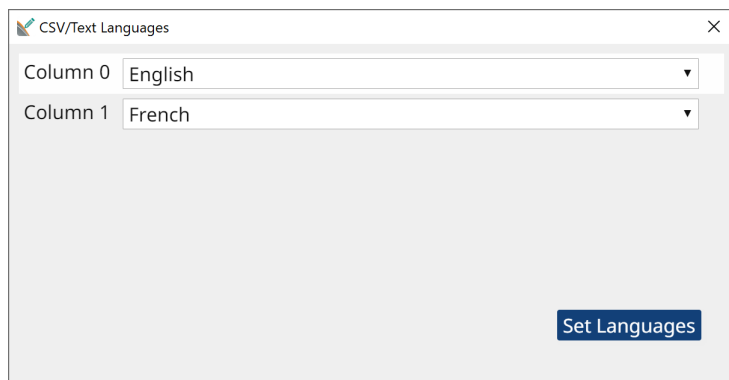 CSV/Text Languages
Column 0 English
Column 1 French
Set Languages